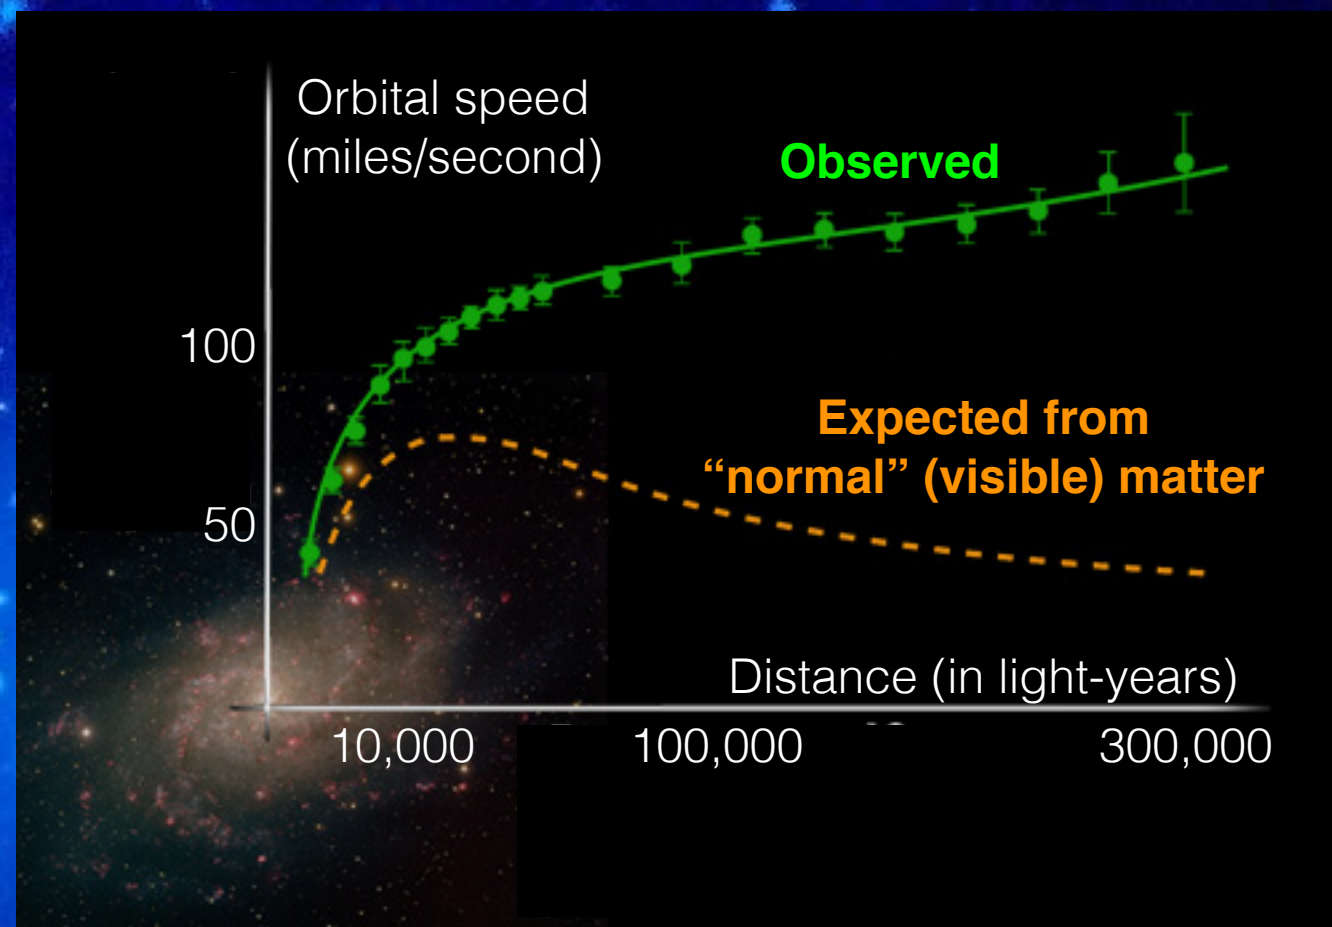 Orbital speed
(miles/second)
Observed
100
Expected from
“normal” (visible) matter
50
Distance (in light-years)
10,000
100,000
300,000